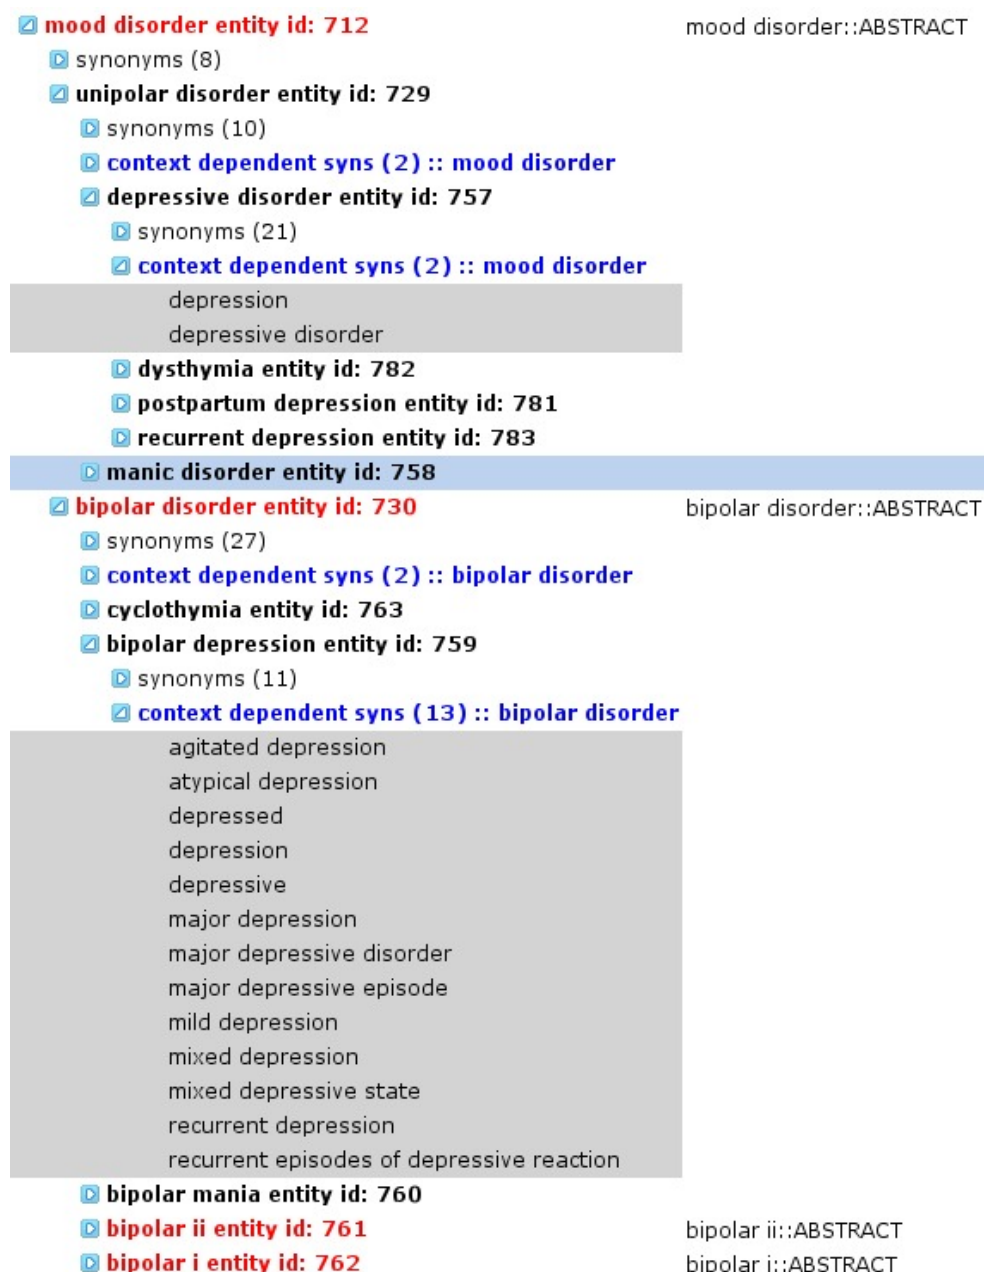 mood disorder entity id: 712 mood disorder::ABSTRACT
synonyms (8)
unipolar disorder entity id: 729
synonyms (10)
context dependent syns (2) :: mood disorder
depressive disorder entity id: 757
synonyms (21)
context dependent syns (2) :: mood disorder
depression
depressive disorder
dysthymia entity id: 782
postpartum depression entity id: 781
recurrent depression entity id: 783
manic disorder entity id: 758
bipolar disorder entity id: 730 bipolar disorder::ABSTRACT
synonyms (27)
context dependent syns (2) :: bipolar disorder
cyclothymia entity id: 763
bipolar depression entity id: 759
synonyms (11)
context dependent syns (13) :: bipolar disorder
agitated depression
atypical depression
depressed
depression
depressive
major depression
major depressive disorder
major depressive episode
mild depression
mixed depression
mixed depressive state
recurrent depression
recurrent episodes of depressive reaction
bipolar mania entity id: 760
bipolar ii entity id: 761 bipolar ii::ABSTRACT
bipolar i entity id: 762 bipolar i::ABSTRACT